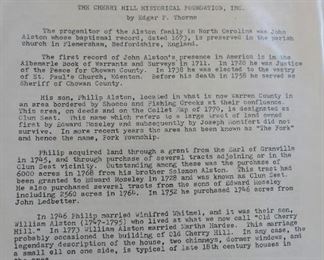 THE CHERRY HILL HISTORICAL FOUNDATION, INC.
by Edgar F. Thorne
The progenitor of the Alston family in North Carolina was John
Alston whose baptismal record, dated 1673, is preserved in the parish
church in Flemersham, Bedfordshire, England.
The first record of John Alston's presence in America is in the
Albemarle Book of Warrants and Surveys in 1711. In 1720 he was Justice
of the Peace for Chowan County. In 1738 he was elected to the vestry
of St. Paul's Church, Edenton. Before his death in 1758 he served as
Sheriff of Chowan County.
His son, Philip Alston, located in what is now Warren County in
an area bordered by Shocco and Fishing Creeks at their confluence.
This area, on deeds and on the Collet Map of 1770, is designated as
Clun Seat. This name which refers to a large tract of land owned
first by Edward Moseley and subsequently by Joseph Montfort did not
survive. In more recent years the area has been known as "The Fork"
and hence the name, Fork Township.
Philip acquired land through a grant from the Earl of Granville
in 1745, and through purchase of several tracts adjoining or in the
Clun Seat vicinity. Outstanding among these was the purchase of
6000 acres in 1768 from his brother Solomon Alston. This tract had
been granted to Edward Moseley in 1728 and was known as Clun Seat.
He also purchased several tracts from the sons of Edward Moseley
including 2560 acres in 1764. In 1752 he purchased 1746 acres from
John Ledbetter.
In 1746 Philip married Winifred Whitmel, and it was their son,
William Alston (1747-1795) who lived at what we now call "Old Cherry
Hill." In 1773 William Alston married Martha Hardee. This marriage
probably occasioned the building of Old Cherry Hill. In any case, the
legendary description of the house, two chimneys, dormer windows, and
a small ell on one side, is typical of late 18th century houses in